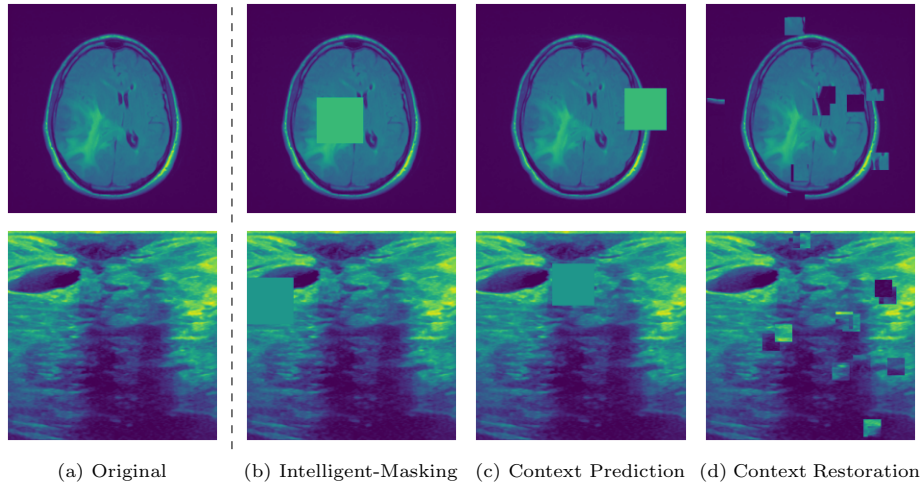 (a) Original
(b) Intelligent-Masking
(c) Context Prediction
(d) Context Restoration